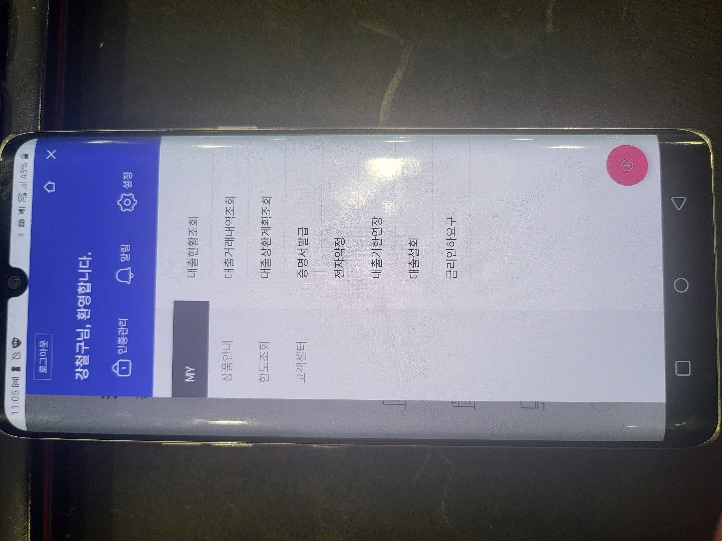 11:05
45%
로그아웃
강철구님, 환영합니다.
인증관리
알림
설정
MY
상품안내
한도조회
고객센터
대출현황조회
대출거래내역조회
대출상환계획조회
증명서발급
전자약정
대출기한연장
대출철회
금리인하요구